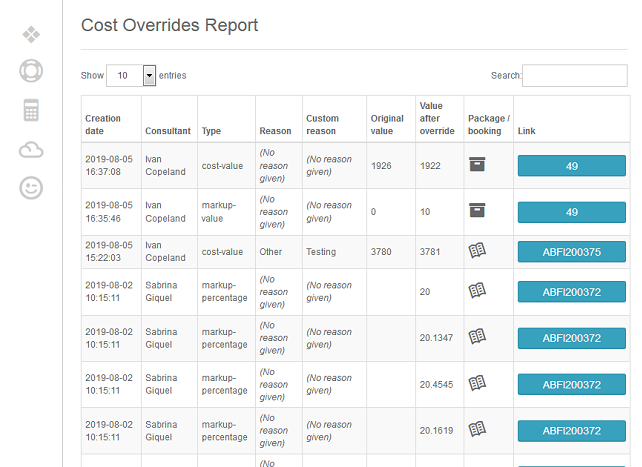 Cost Overrides Report
Show 10 entries Search:
Creation date Consultant Type Reason Custom reason Original value Value after override Package / booking Link
2019-08-05 16:37:08 Ivan Copeland cost-value (No reason given) (No reason given) 1926 1922 49
2019-08-05 16:35:46 Ivan Copeland markup-value (No reason given) (No reason given) 0 10 49
2019-08-05 15:22:03 Ivan Copeland cost-value Other Testing 3780 3781 ABFI200375
2019-08-02 10:15:11 Sabrina Giquel markup-percentage (No reason given) (No reason given) 20 ABFI200372
2019-08-02 10:15:11 Sabrina Giquel markup-percentage (No reason given) (No reason given) 20.1347 ABFI200372
2019-08-02 10:15:11 Sabrina Giquel markup-percentage (No reason given) (No reason given) 20.4545 ABFI200372
2019-08-02 10:15:11 Sabrina Giquel markup-percentage (No reason given) (No reason given) 20.1619 ABFI200372
(No